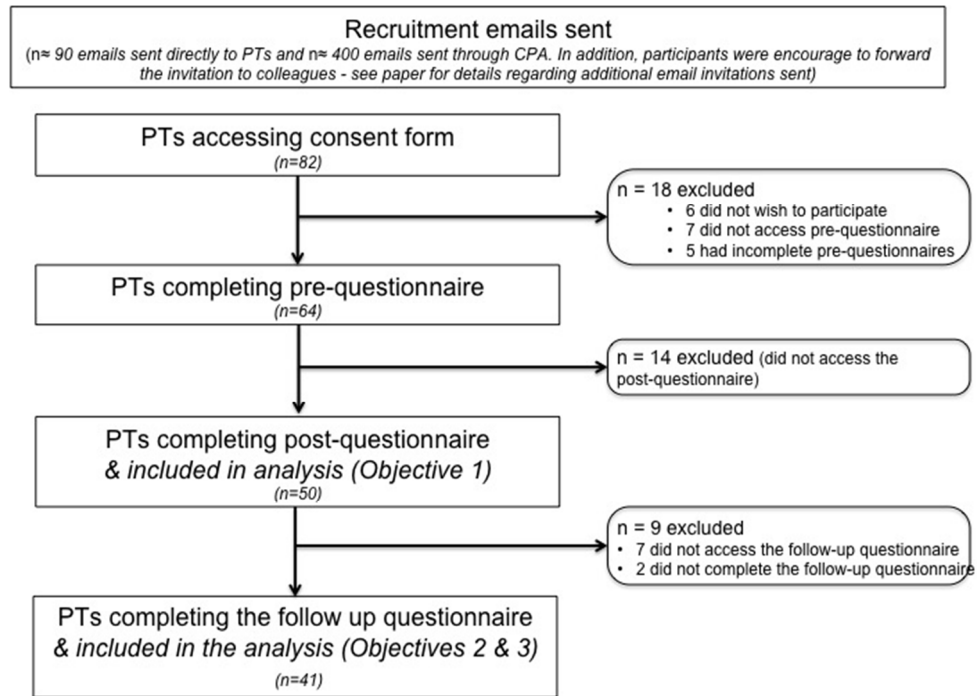 Recruitment emails sent
(n≈ 90 emails sent directly to PTs and n≈ 400 emails sent through CPA. In addition, participants were encourage to forward
the invitation to colleagues - see paper for details regarding additional email invitations sent)
PTs accessing consent form
(n=82)
n = 18 excluded
• 6 did not wish to participate
• 7 did not access pre-questionnaire
• 5 had incomplete pre-questionnaires
PTs completing pre-questionnaire
(n=64)
n = 14 excluded (did not access the
post-questionnaire)
PTs completing post-questionnaire
& included in analysis (Objective 1)
(n=50)
n = 9 excluded
• 7 did not access the follow-up questionnaire
• 2 did not complete the follow-up questionnaire
PTs completing the follow up questionnaire
& included in the analysis (Objectives 2 & 3)
(n=41)